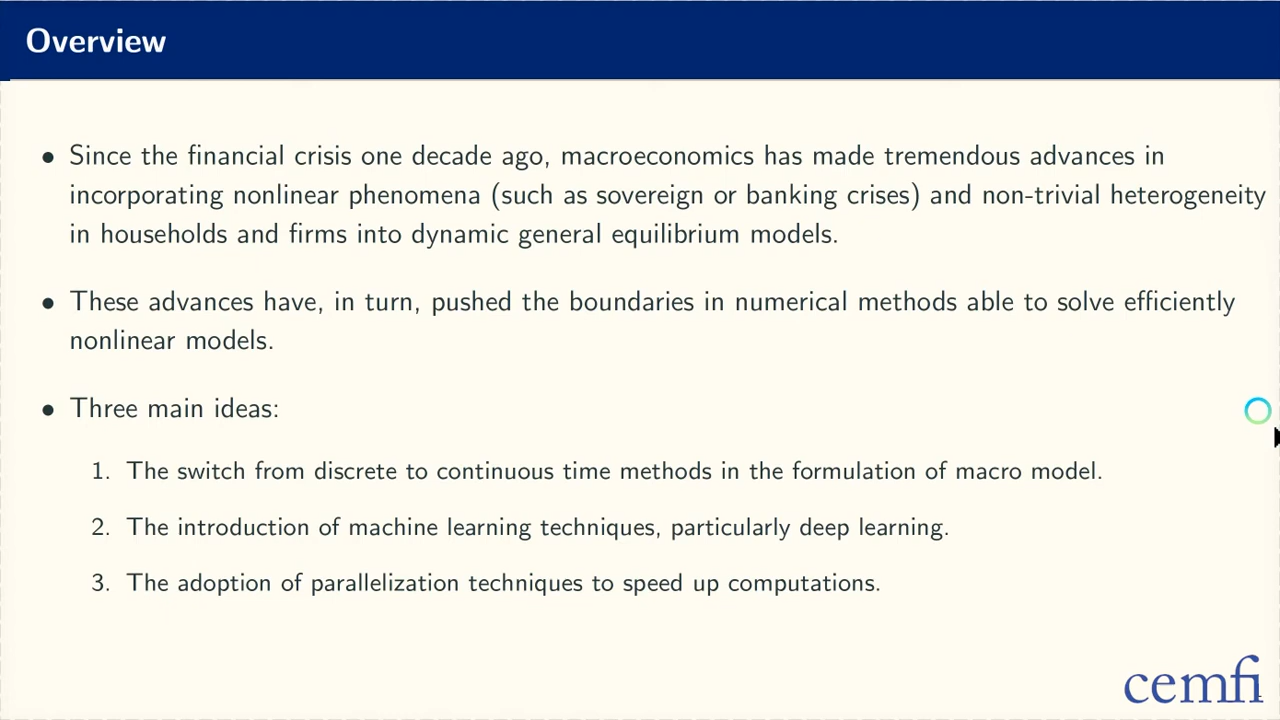 Overview
• Since the financial crisis one decade ago, macroeconomics has made tremendous advances in
incorporating nonlinear phenomena (such as sovereign or banking crises) and non-trivial heterogeneity
in households and firms into dynamic general equilibrium models.
• These advances have, in turn, pushed the boundaries in numerical methods able to solve efficiently
nonlinear models.
• Three main ideas:
1. The switch from discrete to continuous time methods in the formulation of macro model.
2. The introduction of machine learning techniques, particularly deep learning.
3. The adoption of parallelization techniques to speed up computations.
cemfi